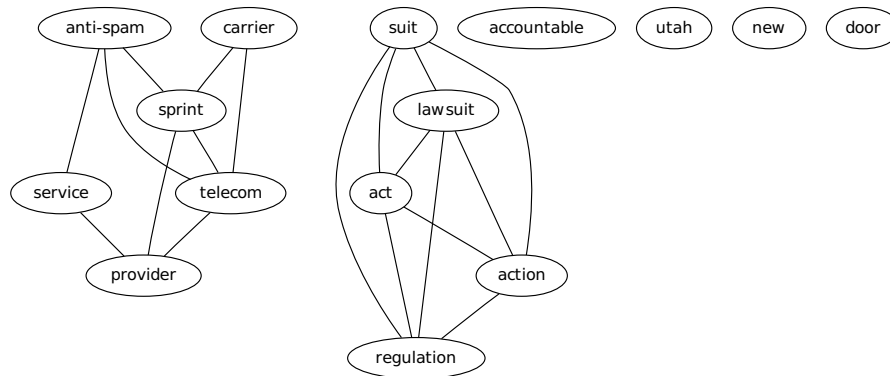 anti-spam carrier suit accountable utah new door
sprint lawsuit
service telecom act
provider action
regulation